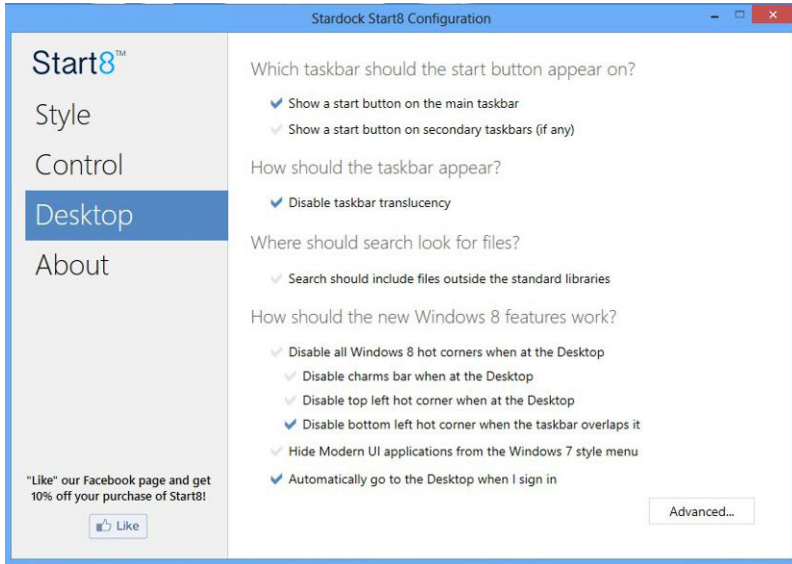 Stardock Start8 Configuration
Start8™
Style
Control
Desktop
About
"Like" our Facebook page and get
10% off your purchase of Start8!
Like
Which taskbar should the start button appear on?
Show a start button on the main taskbar
Show a start button on secondary taskbars (if any)
How should the taskbar appear?
Disable taskbar translucency
Where should search look for files?
Search should include files outside the standard libraries
How should the new Windows 8 features work?
Disable all Windows 8 hot corners when at the Desktop
Disable charms bar when at the Desktop
Disable top left hot corner when at the Desktop
Disable bottom left hot corner when the taskbar overlaps it
Hide Modern UI applications from the Windows 7 style menu
Automatically go to the Desktop when I sign in
Advanced...